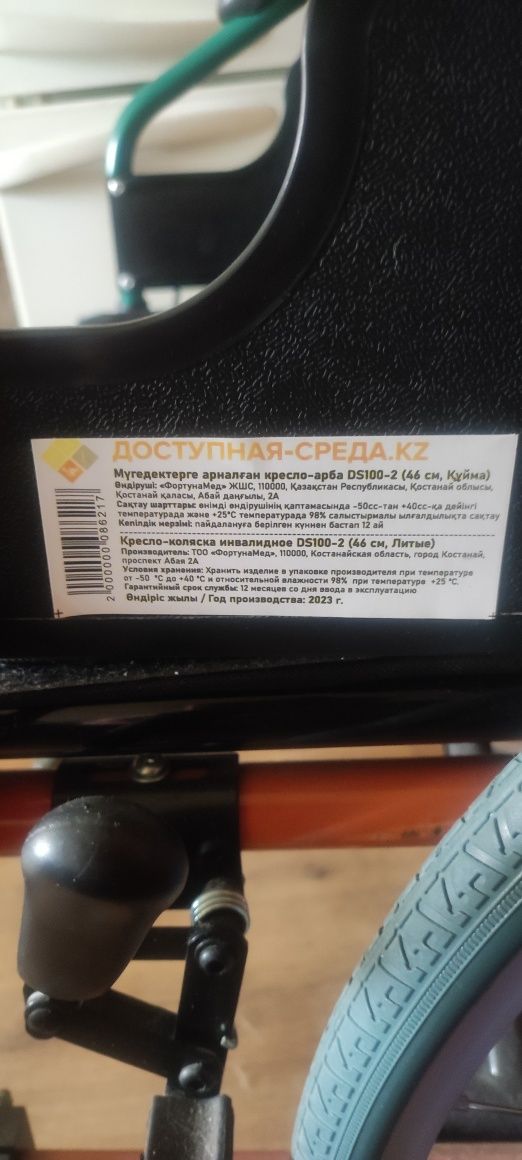 ДОСТУПНАЯ-СРЕДА.KZ
Мүгедектерге арналған кресло-арба DS100-2 (46 см, Құйма)
Өндіруші: «ФортунаМед» ЖШС, 110000, Қазақстан Республикасы, Қостанай облысы,
Қостанай қаласы, Абай даңғылы, 2А
Сақтау шарттары: өнімді өндірушінің қаптамасында -50сс-тан +40сс-қа дейінгі
температурада және +25°С температурада 98% салыстырмалы ылғалдылықта сақтау
Кепілдік мерзімі: пайдалануға берілген күннен бастап 12 ай
Кресло-коляска инвалидное DS100-2 (46 см, Литые)
Производитель: ТОО «ФортунаМед», 110000, Костанайская область, город Костанай,
проспект Абая 2А
Условия хранения: Хранить изделие в упаковке производителя при температуре
от -50 °С до +40 °С и относительной влажности 98% при температуре +25 °С.
Гарантийный срок службы: 12 месяцев со дня ввода в эксплуатацию
Өндіріс жылы / Год производства: 2023 г.
2 000000 086217